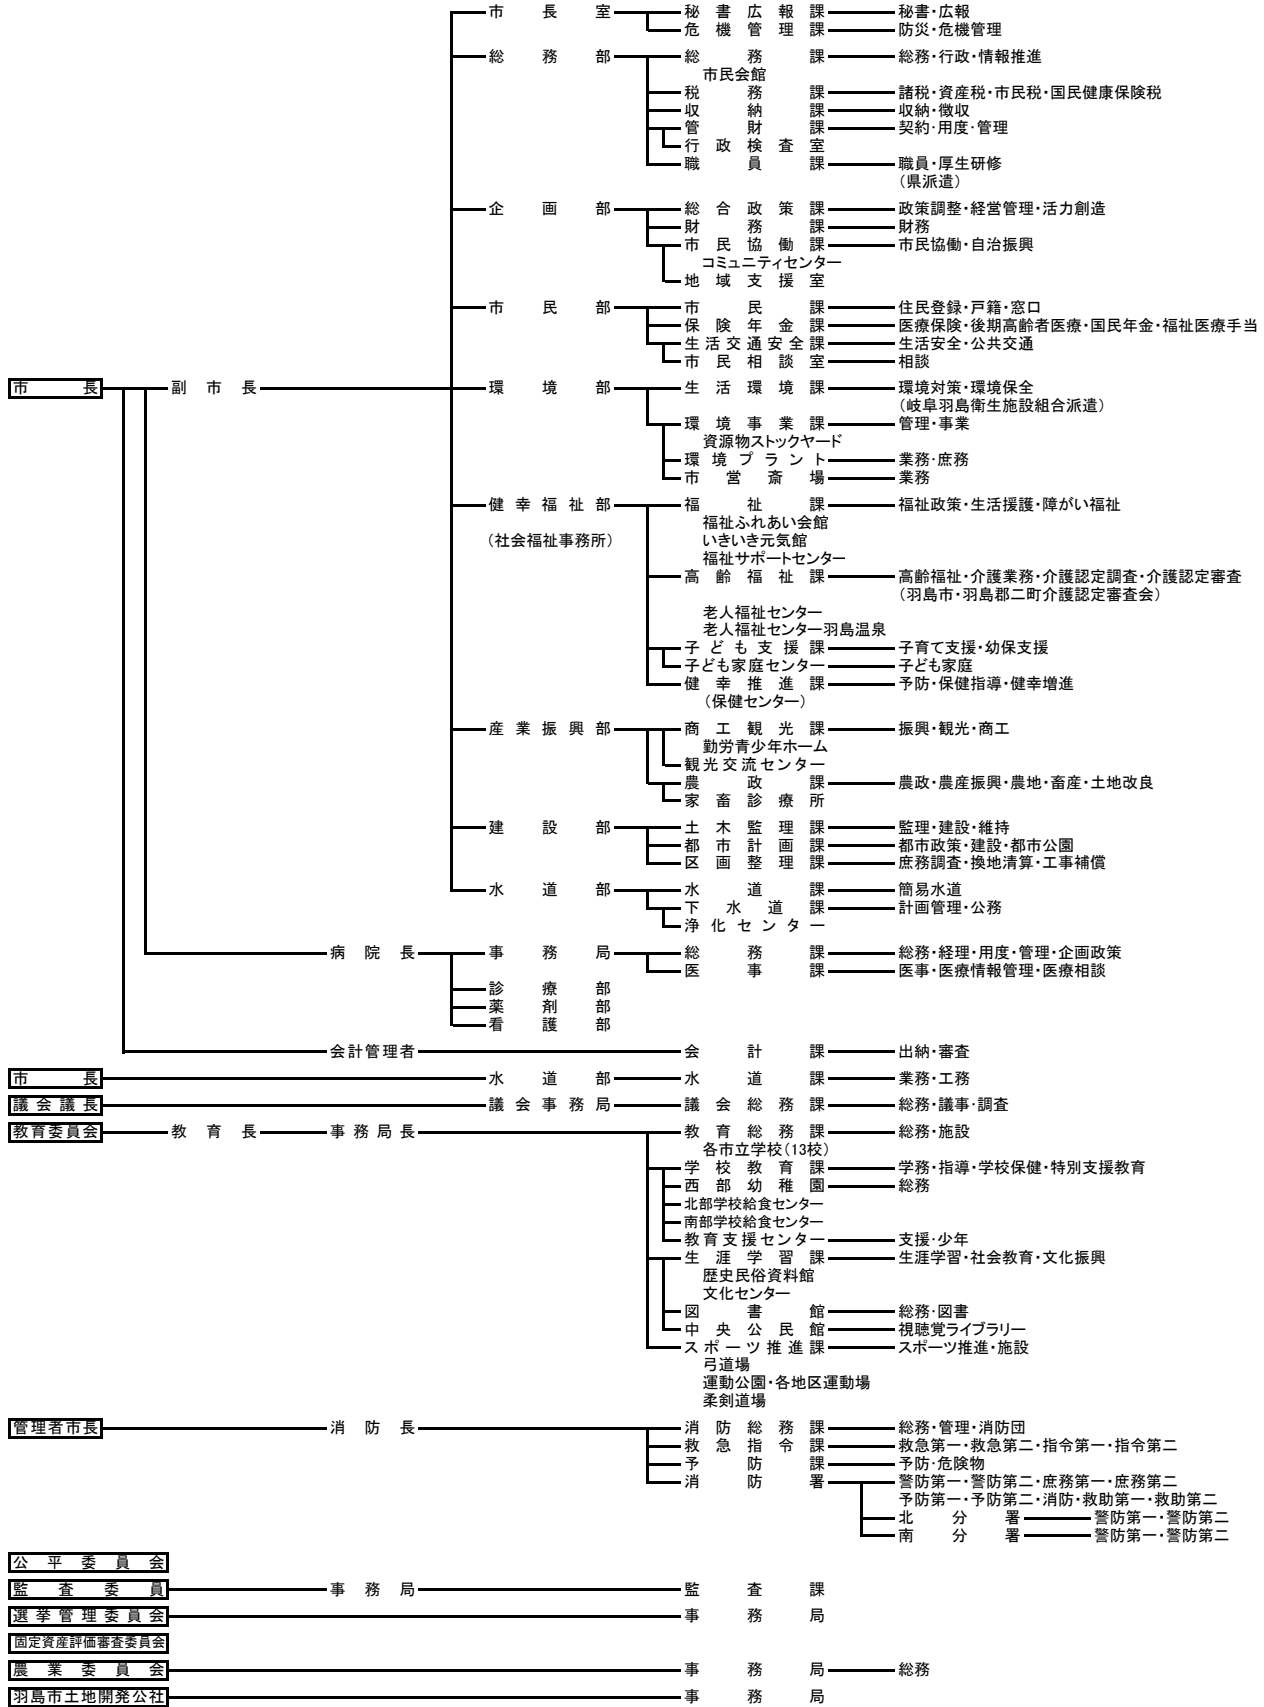 市長室 秘書広報課 秘書・広報
危機管理課 防災・危機管理
総務部 総務課 総務・行政・情報推進
市民会館
税務課 諸税・資産税・市民税・国民健康保険税
収納課 収納・徴収
管財課 契約・用度・管理
行政検査室
職員課 職員・厚生研修
（県派遣）
企画部 総合政策課 政策調整・経営管理・活力創造
財務課 財務
市民協働課 市民協働・自治振興
コミュニティセンター
地域支援室
市民部 市民課 住民登録・戸籍・窓口
保険年金課 医療保険・後期高齢者医療・国民年金・福祉医療手当
生活交通安全課 生活安全・公共交通
市民相談室 相談
市長 副市長 環境部 生活環境課 環境対策・環境保全
（岐阜羽島衛生施設組合派遣）
環境事業課 管理・事業
資源物ストックヤード
環境プラント 業務・庶務
市営斎場 業務
健幸福祉部 福祉課 福祉政策・生活援護・障がい福祉
福祉ふれあい会館
（社会福祉事務所） いきいき元気館
福祉サポートセンター
高齢福祉課 高齢福祉・介護業務・介護認定調査・介護認定審査
（羽島市・羽島郡二町介護認定審査会）
老人福祉センター
老人福祉センター羽島温泉
子ども支援課 子育て支援・幼保支援
子ども家庭センター 子ども家庭
健幸推進課 予防・保健指導・健幸増進
（保健センター）
産業振興部 商工観光課 振興・観光・商工
勤労青少年ホーム
観光交流センター
農政課 農政・農産振興・農地・畜産・土地改良
家畜診療所
建設部 土木監理課 監理・建設・維持
都市計画課 都市政策・建設・都市公園
区画整理課 庶務調査・換地清算・工事補償
水道部 水道課 簡易水道
下水道課 計画管理・公務
浄化センター
病院長 事務局 総務課 総務・経理・用度・管理・企画政策
医事課 医事・医療情報管理・医療相談
診療部
薬剤部
看護部
会計管理者 会計課 出納・審査
市長 水道部 水道課 業務・工務
議会議長 議会事務局 議会総務課 総務・議事・調査
教育委員会 教育長 事務局長 教育総務課 総務・施設
各市立学校（13校）
学校教育課 学務・指導・学校保健・特別支援教育
西部幼稚園 総務
北部学校給食センター
南部学校給食センター
教育支援センター 支援・少年
生涯学習課 生涯学習・社会教育・文化振興
歴史民俗資料館
文化センター
図書館 総務・図書
中央公民館 視聴覚ライブラリー
スポーツ推進課 スポーツ推進・施設
弓道場
運動公園・各地区運動場
柔剣道場
管理者市長 消防長 消防総務課 総務・管理・消防団
救急指令課 救急第一・救急第二・指令第一・指令第二
予防課 予防・危険物
消防署 警防第一・警防第二・庶務第一・庶務第二
予防第一・予防第二・消防・救助第一・救助第二
北分署 警防第一・警防第二
南分署 警防第一・警防第二
公平委員会
監査委員 事務局 監査課
選挙管理委員会 事務局
固定資産評価審査委員会
農業委員会 事務局 総務
羽島市土地開発公社 事務局